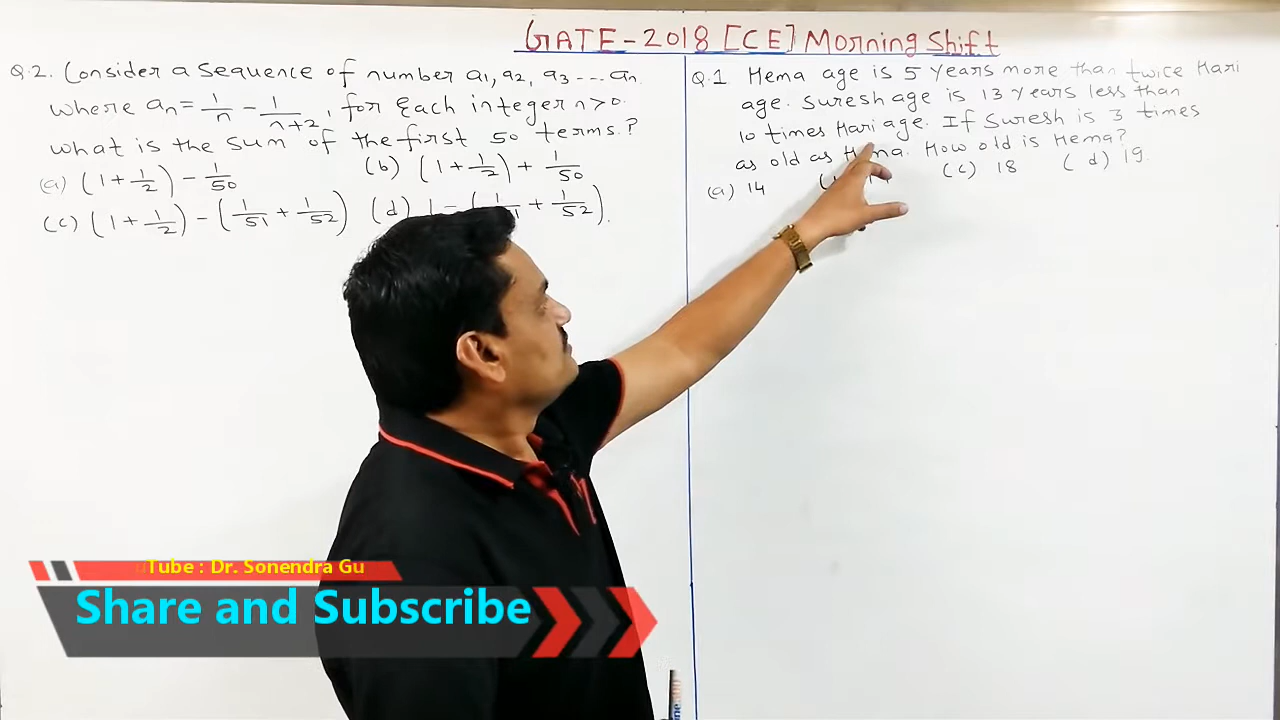 GATE-2018 [CE] Morning Shift
Q.2. Consider a sequence of number a1, a2, a3 ---- an.
where an = 1/n - 1/n+2, for each integer n>0.
what is the sum of the first 50 terms.?
(a) (1+1/2) - 1/50 (b) (1+1/2) + 1/50
(c) (1+1/2) - (1/51 + 1/52) (d) 1 - + 1/52).
Q.1 Hema age is 5 years more than twice Hari
age. Suresh age is 13 years less than
10 times Hari age. If Suresh is 3 times
as old as Hema. How old is Hema?
(a) 14 (c) 18 (d) 19.
Tube : Dr. Sonendra Gu
Share and Subscribe